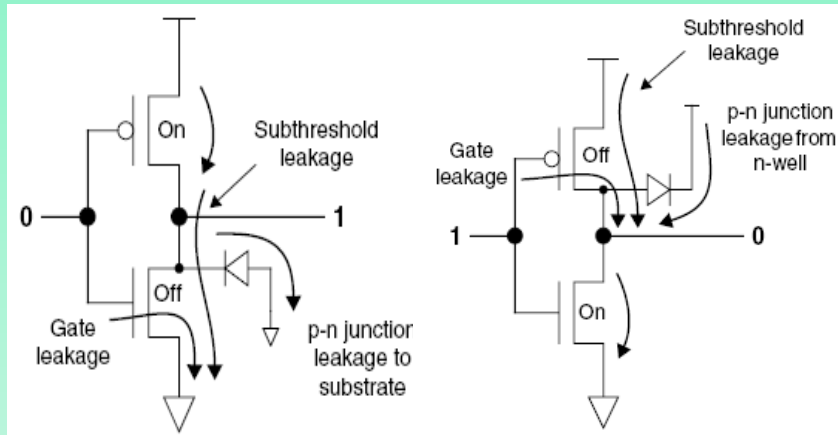 On
Subthreshold
leakage
0
1
Off
Gate
leakage
p-n junction
leakage to
substrate
Subthreshold
leakage
p-n junction
leakage from
n-well
Gate
leakage
Off
1
0
On